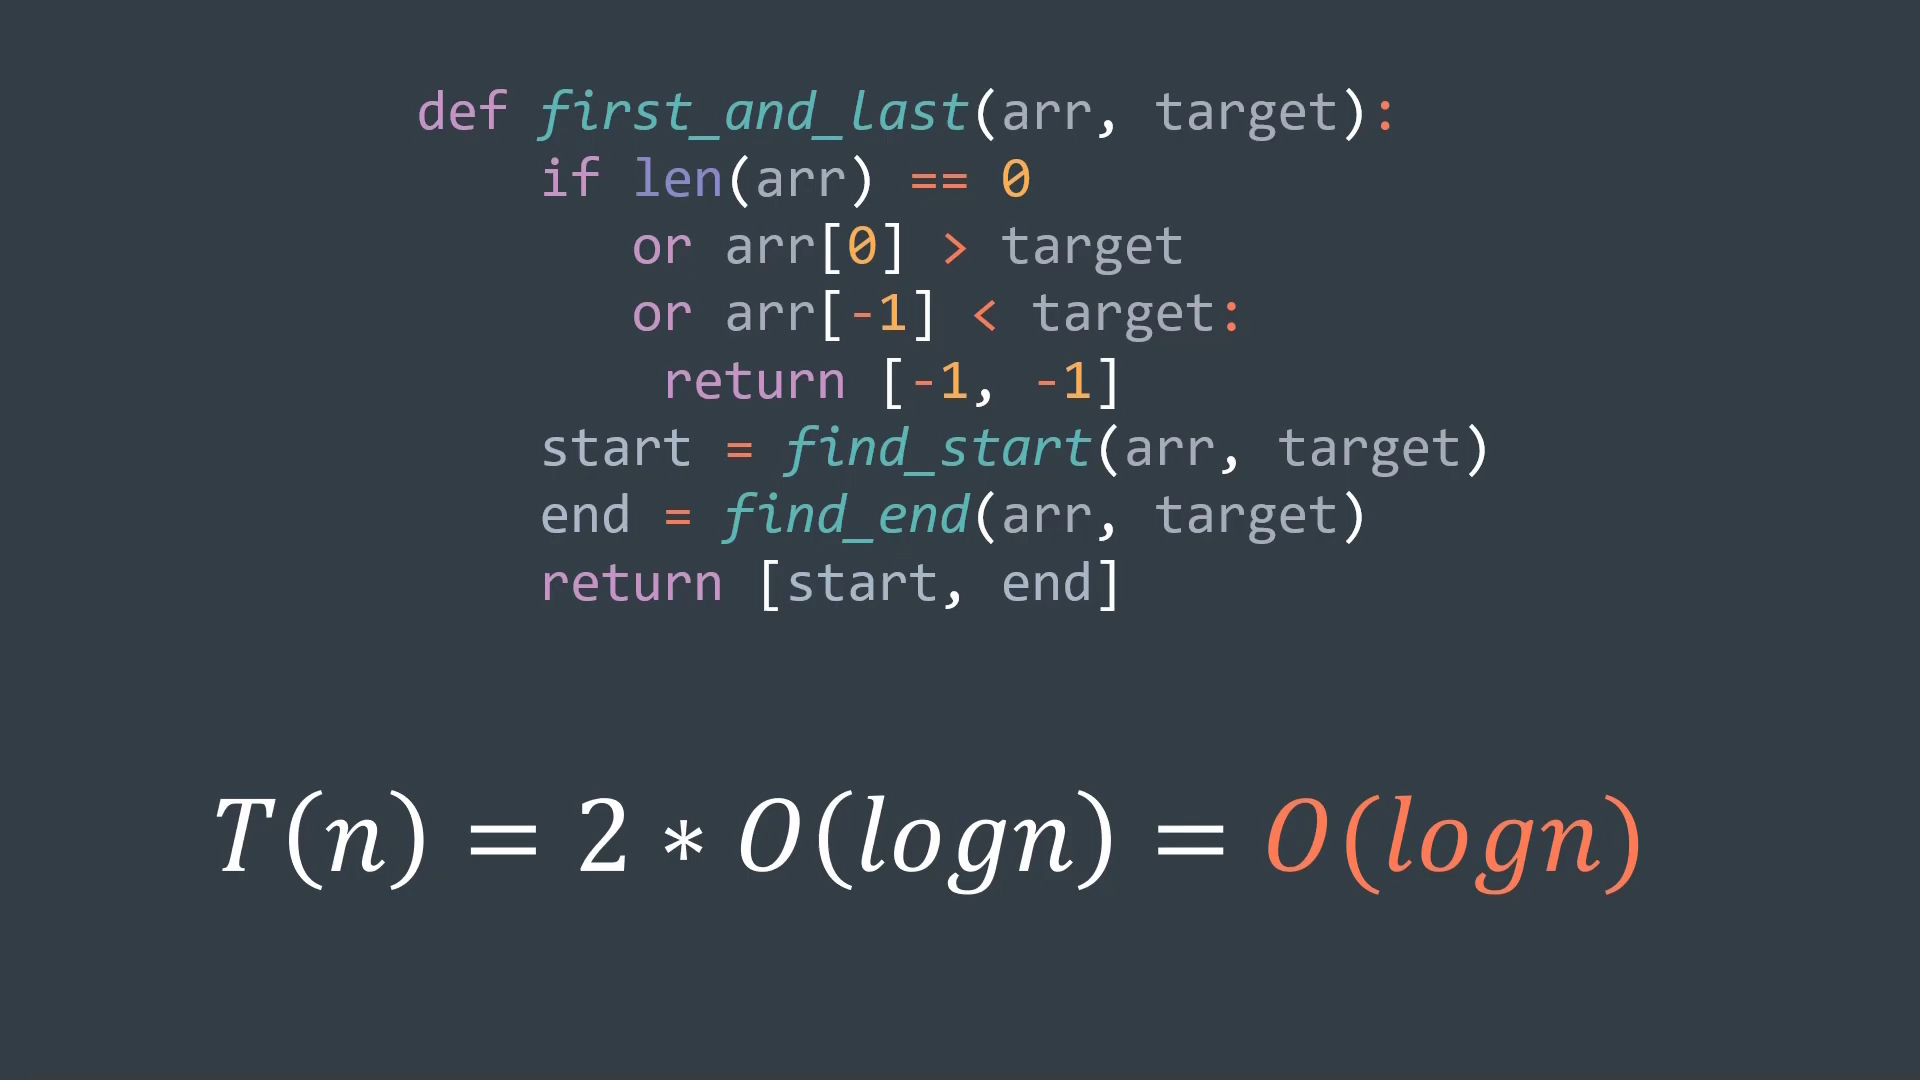 def first_and_last(arr, target):
    if len(arr) == 0
       or arr[0] > target
       or arr[-1] < target:
        return [-1, -1]
    start = find_start(arr, target)
    end = find_end(arr, target)
    return [start, end]
T(n) = 2 * O(logn) = O(logn)